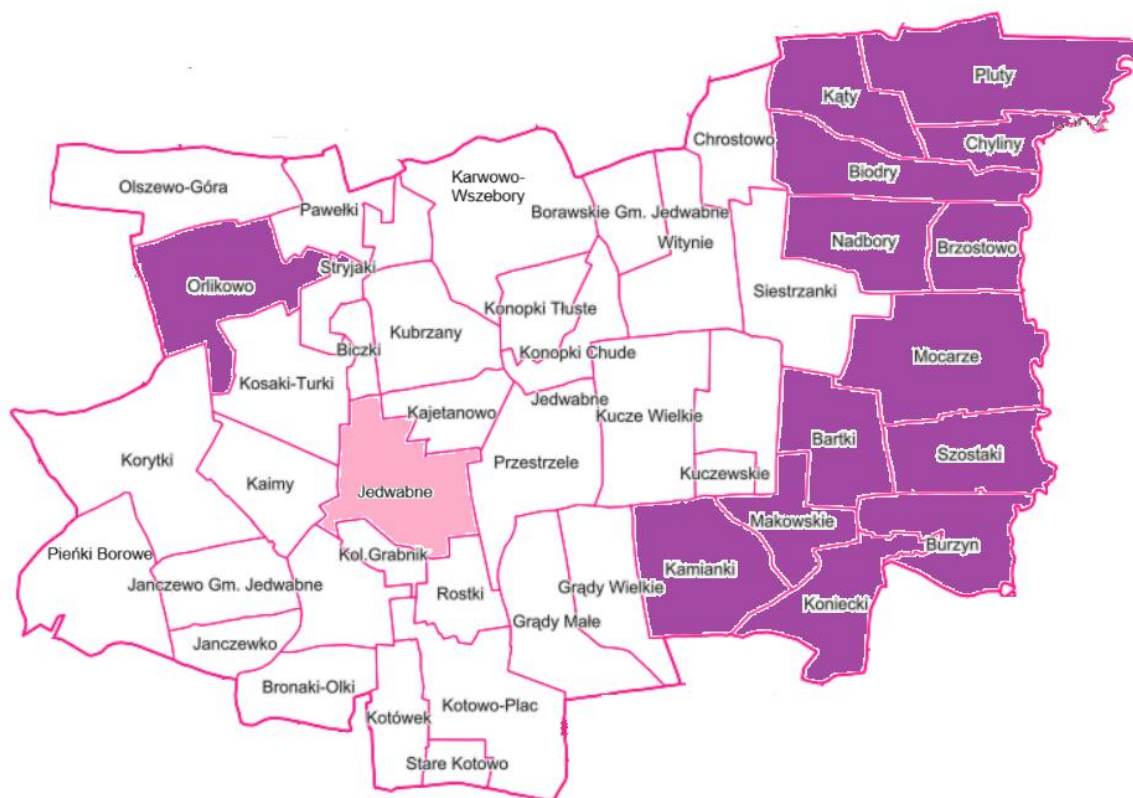 Pluty
Kąty
Chrostowo
Chyliny
Biodry
Karwowo-
Wszebory
Olszewo-Góra
Pawełki
Borawskie Gm. Jedwabne
Witynie
Nadbory
Brzostowo
Stryjaki
Orlikowo
Siestrzanki
Konopki Tłuste
Kubrzany
Biczki
Konopki Chude
Mocarze
Kosaki-Turki
Jedwabne
Kajetanowo
Kucze Wielkie
Bartki
Szostaki
Korytki
Kaimy
Przestrzele
Kuczewskie
Jedwabne
Makowskie
Burzyn
Pieńki Borowe
Kol.Grabnik
Kamianki
Janczewo Gm. Jedwabne
Rostki
Grądy Wielkie
Koniecki
Grądy Małe
Janczewko
Bronaki-Olki
Kotowo-Plac
Kotówek
Stare Kotowo